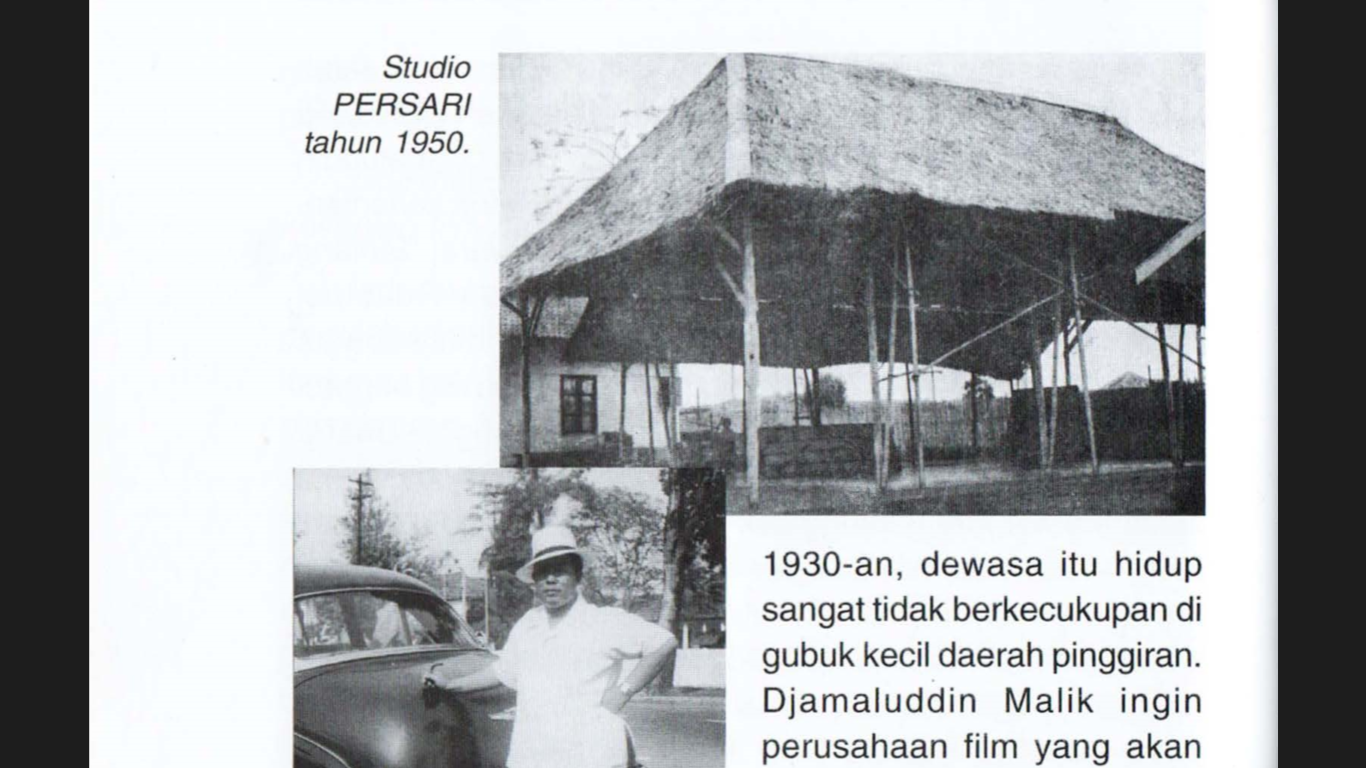 Studio
PERSARI
tahun 1950.
1930-an, dewasa itu hidup
sangat tidak berkecukupan di
gubuk kecil daerah pinggiran.
Djamaluddin Malik ingin
perusahaan film yang akan